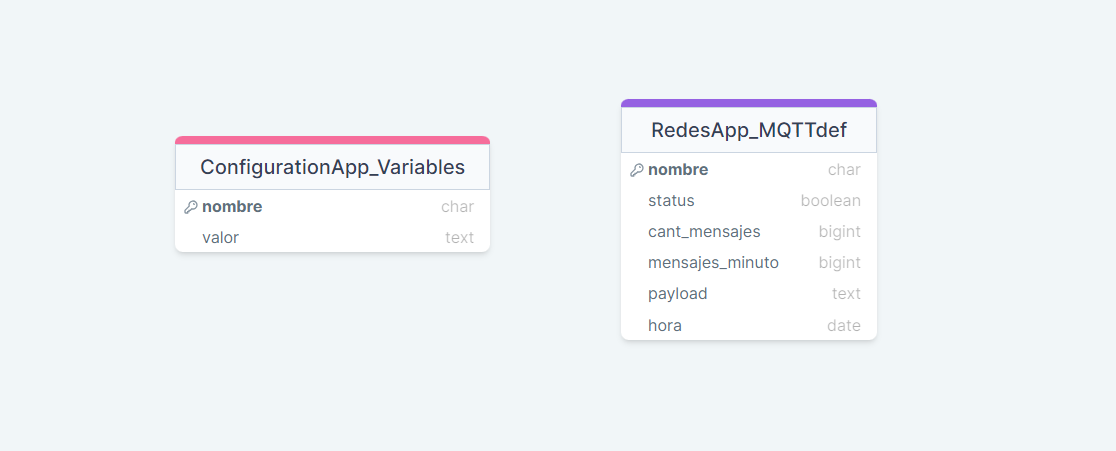 ConfigurationApp_Variables
nombre char
valor text
RedesApp_MQTTdef
nombre char
status boolean
cant_mensajes bigint
mensajes_minuto bigint
payload text
hora date